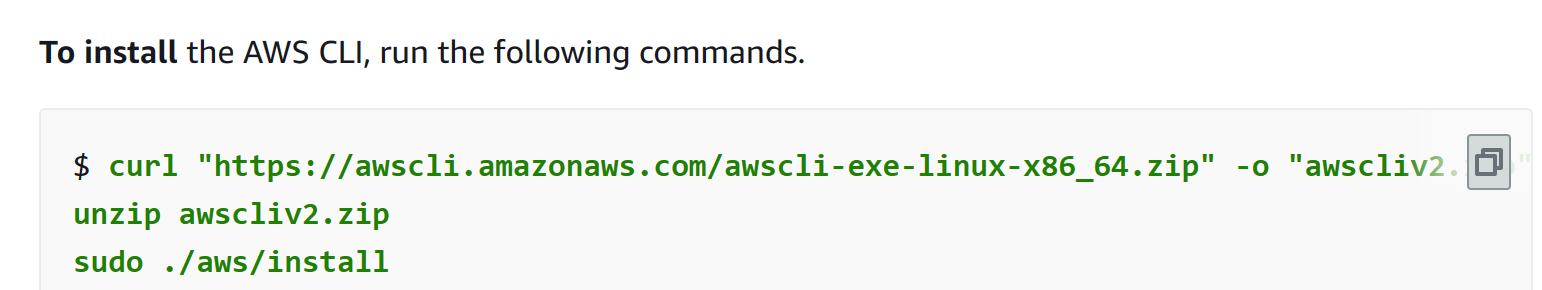 To install the AWS CLI, run the following commands.
$ curl "https://awscli.amazonaws.com/awscli-exe-linux-x86_64.zip" -o "awscliv2.
unzip awscliv2.zip
sudo ./aws/install